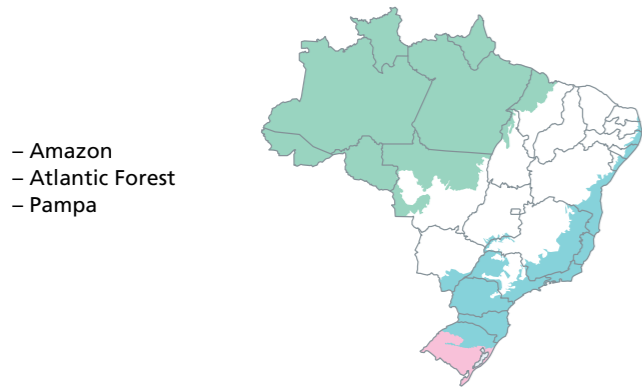 – Amazon
– Atlantic Forest
– Pampa